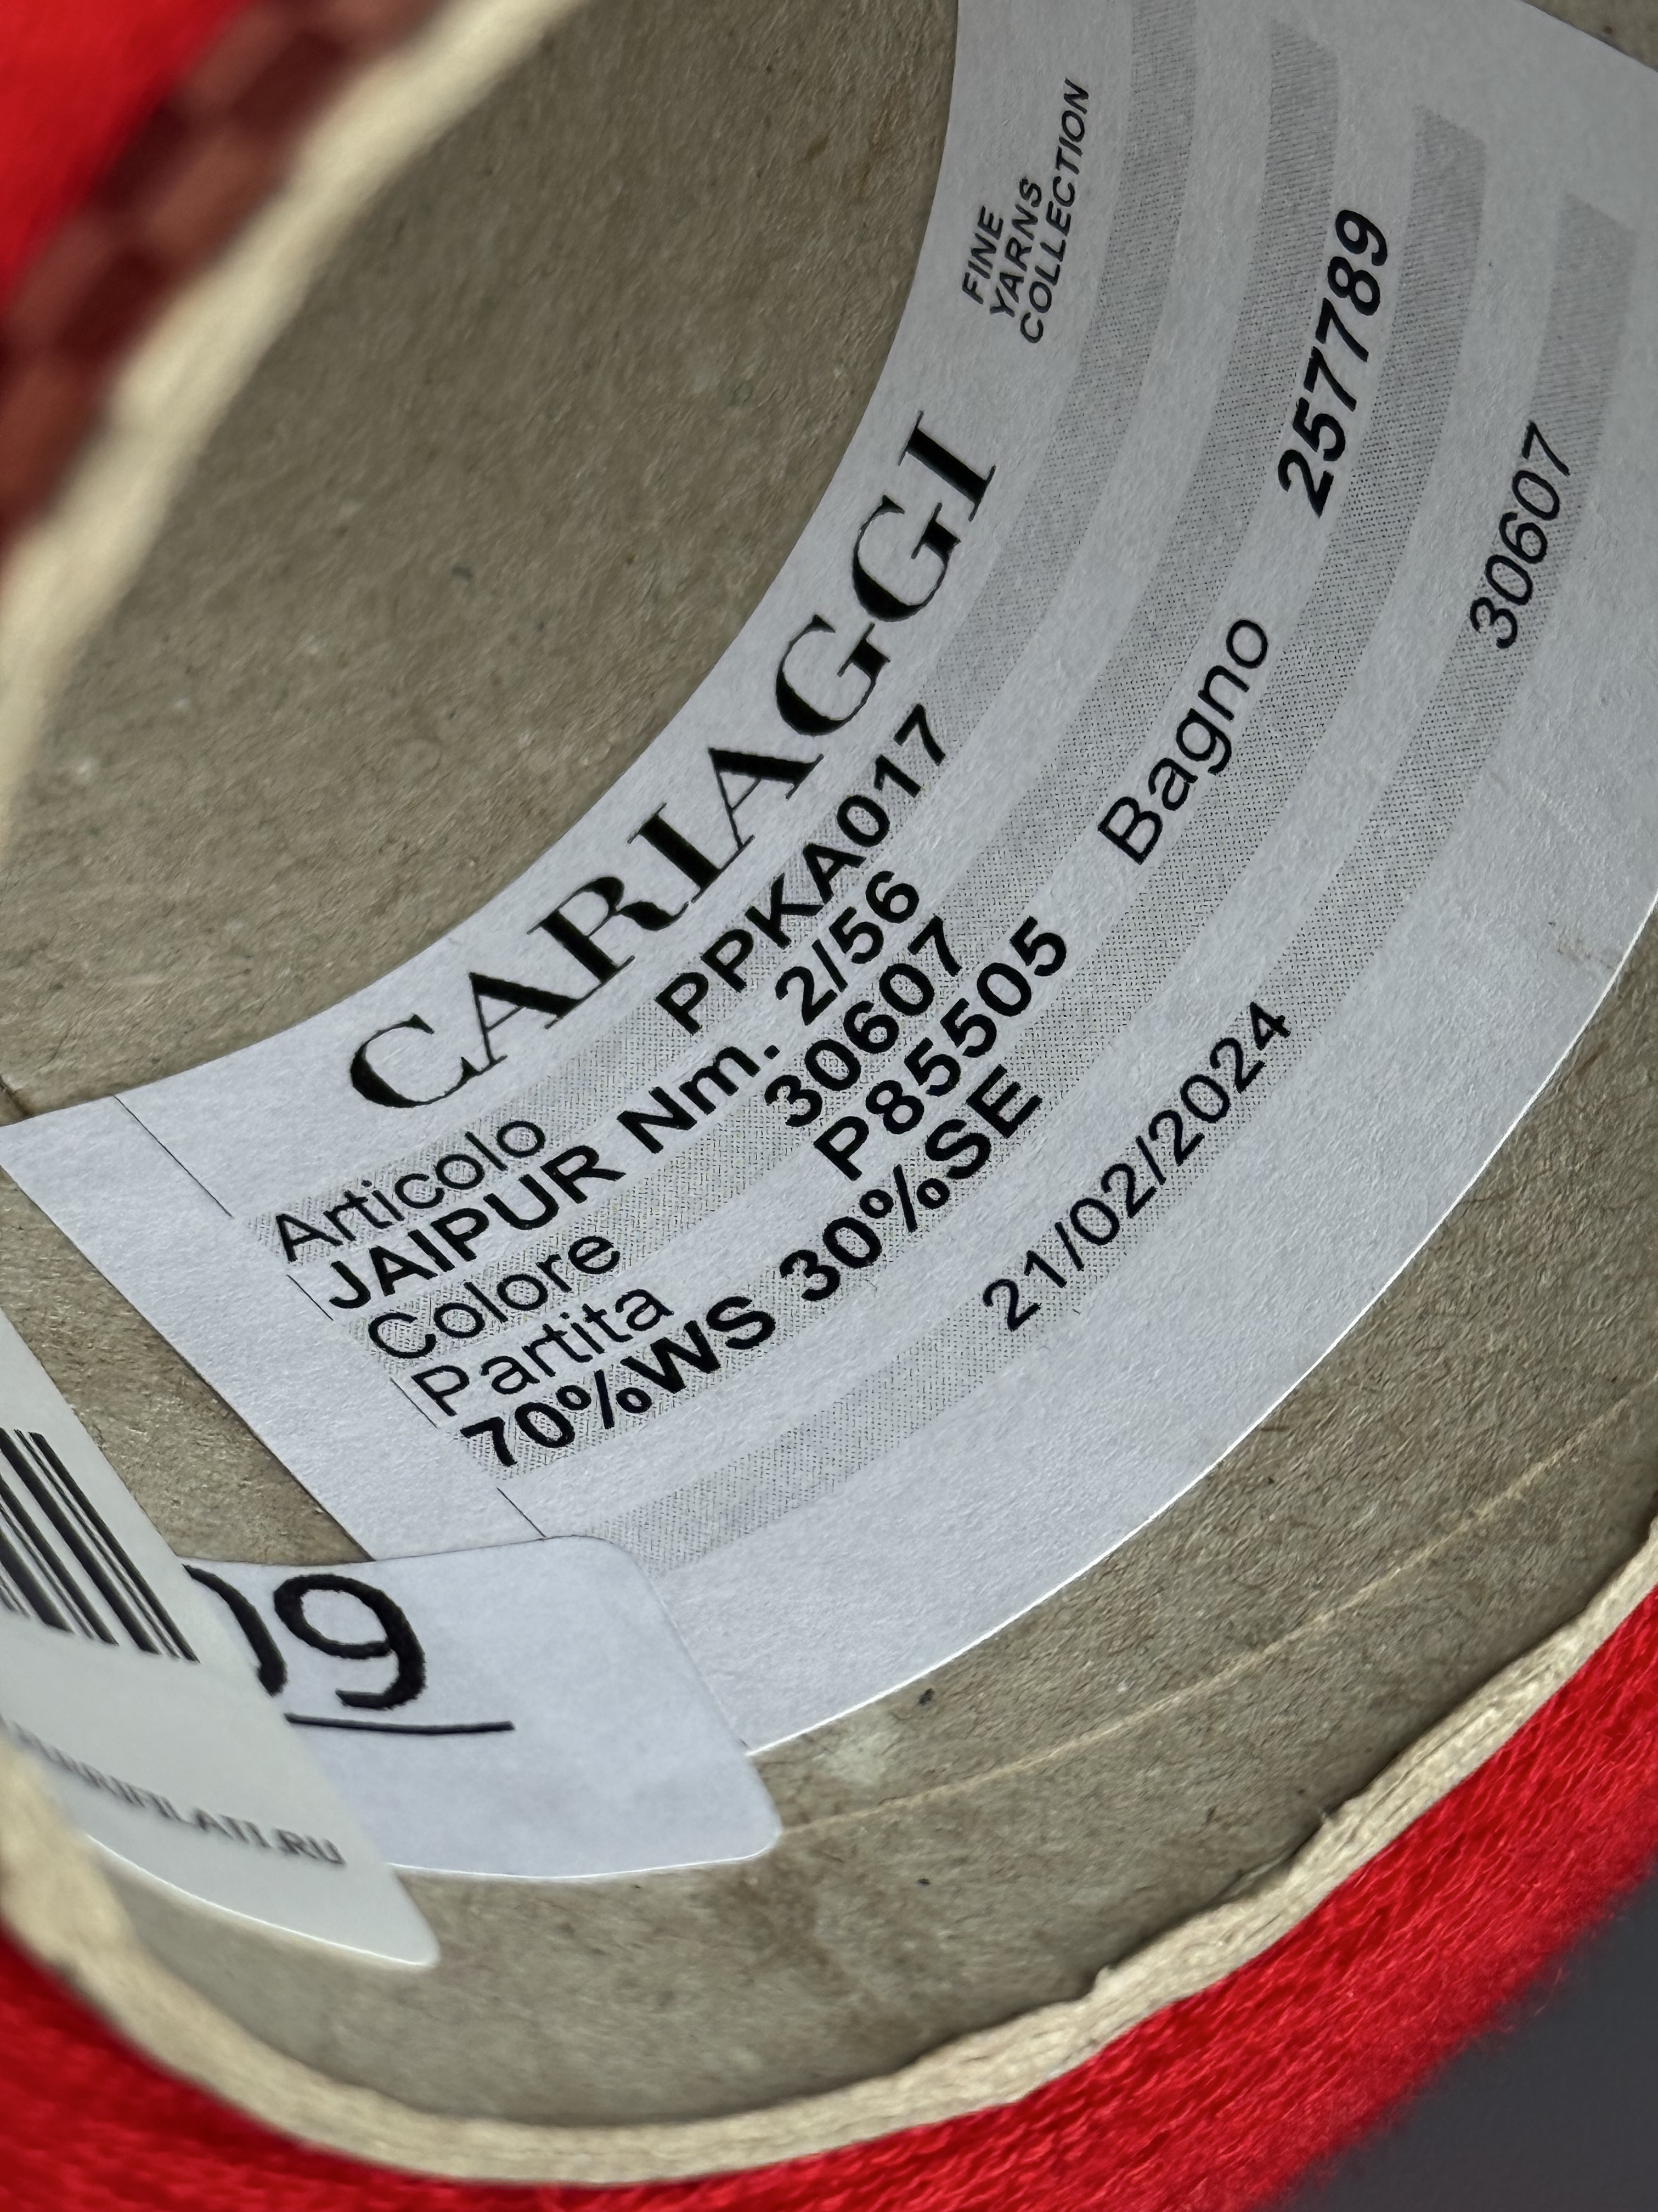 CARIAGGI
FINE
YARNS
COLLECTION
Articolo PPKA017
JAIPUR Nm. 2/56
Colore 30607
Partita P85505 Bagno 257789
70%WS 30%SE
21/02/2024 30607
09